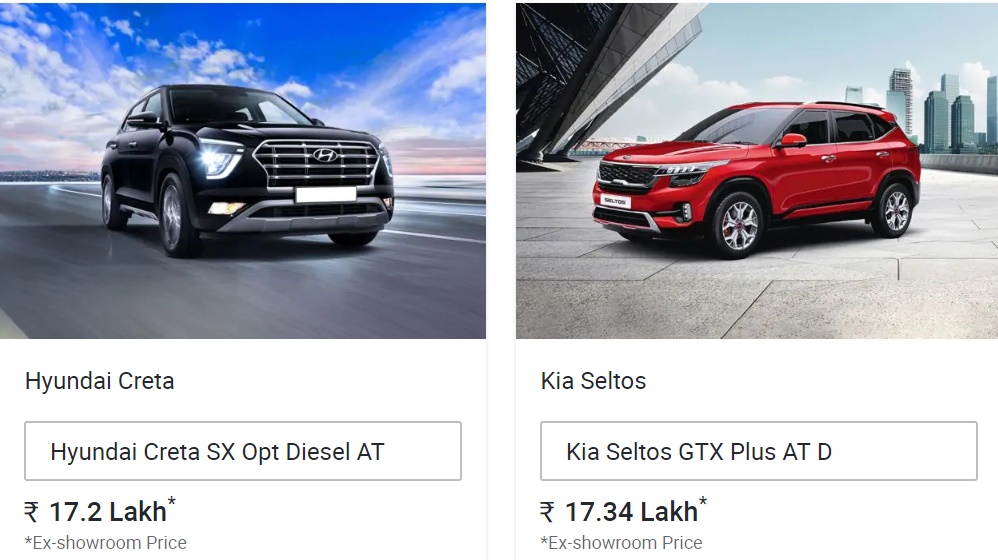 SELTOS
Hyundai Creta
Kia Seltos
Hyundai Creta SX Opt Diesel AT
Kia Seltos GTX Plus AT D
₹ 17.2 Lakh*
₹ 17.34 Lakh*
*Ex-showroom Price
*Ex-showroom Price